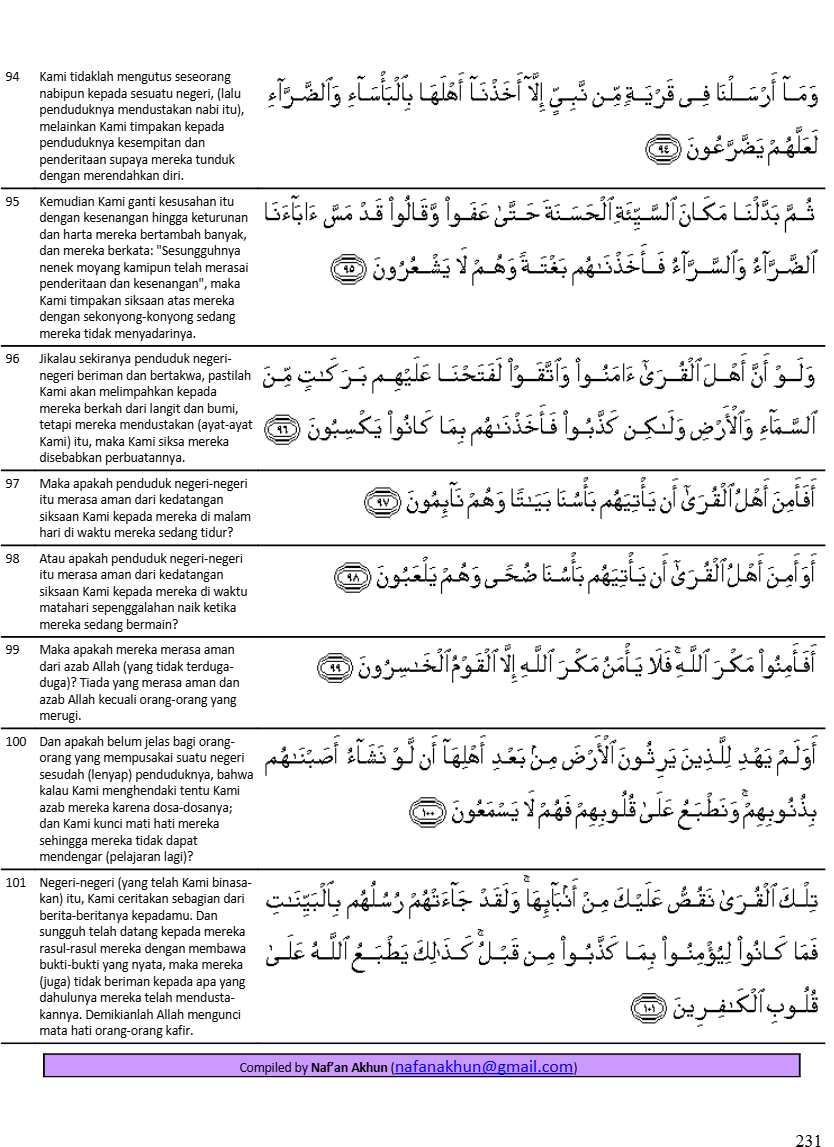 94 Kami tidaklah mengutus seseorang
nabipun kepada sesuatu negeri, (lalu
penduduknya mendustakan nabi itu),
melainkan Kami timpakan kepada
penduduknya kesempitan dan
penderitaan supaya mereka tunduk
dengan merendahkan diri.
وَمَآ أَرْسَلْنَا فِى قَرْيَةٍ مِّن نَّبِىٍّ إِلَّآ أَخَذْنَآ أَهْلَهَا بِٱلْبَأْسَآءِ وَٱلضَّرَّآءِ
لَعَلَّهُمْ يَضَّرَّعُونَ ٩٤
95 Kemudian Kami ganti kesusahan itu
dengan kesenangan hingga keturunan
dan harta mereka bertambah banyak,
dan mereka berkata: "Sesungguhnya
nenek moyang kamipun telah merasai
penderitaan dan kesenangan", maka
Kami timpakan siksaan atas mereka
dengan sekonyong-konyong sedang
mereka tidak menyadarinya.
ثُمَّ بَدَّلْنَا مَكَانَ ٱلسَّيِّئَةِ ٱلْحَسَنَةَ حَتَّىٰ عَفَوا۟ وَّقَالُوا۟ قَدْ مَسَّ ءَابَآءَنَا
ٱلضَّرَّآءُ وَٱلسَّرَّآءُ فَأَخَذْنَـٰهُم بَغْتَةً وَهُمْ لَا يَشْعُرُونَ ٩٥
96 Jikalau sekiranya penduduk negeri-
negeri beriman dan bertakwa, pastilah
Kami akan melimpahkan kepada
mereka berkah dari langit dan bumi,
tetapi mereka mendustakan (ayat-ayat
Kami) itu, maka Kami siksa mereka
disebabkan perbuatannya.
وَلَوْ أَنَّ أَهْلَ ٱلْقُرَىٰٓ ءَامَنُوا۟ وَٱتَّقَوْا۟ لَفَتَحْنَا عَلَيْهِم بَرَكَـٰتٍ مِّنَ
ٱلسَّمَآءِ وَٱلْأَرْضِ وَلَـٰكِن كَذَّبُوا۟ فَأَخَذْنَـٰهُم بِمَا كَانُوا۟ يَكْسِبُونَ ٩٦
97 Maka apakah penduduk negeri-negeri
itu merasa aman dari kedatangan
siksaan Kami kepada mereka di malam
hari di waktu mereka sedang tidur?
أَفَأَمِنَ أَهْلُ ٱلْقُرَىٰٓ أَن يَأْتِيَهُم بَأْسُنَا بَيَـٰتًا وَهُمْ نَآئِمُونَ ٩٧
98 Atau apakah penduduk negeri-negeri
itu merasa aman dari kedatangan
siksaan Kami kepada mereka di waktu
matahari sepenggalahan naik ketika
mereka sedang bermain?
أَوَأَمِنَ أَهْلُ ٱلْقُرَىٰٓ أَن يَأْتِيَهُم بَأْسُنَا ضُحًى وَهُمْ يَلْعَبُونَ ٩٨
99 Maka apakah mereka merasa aman
dari azab Allah (yang tidak terduga-
duga)? Tiada yang merasa aman dan
azab Allah kecuali orang-orang yang
merugi.
أَفَأَمِنُوا۟ مَكْرَ ٱللَّهِ ۚ فَلَا يَأْمَنُ مَكْرَ ٱللَّهِ إِلَّا ٱلْقَوْمُ ٱلْخَـٰسِرُونَ ٩٩
100 Dan apakah belum jelas bagi orang-
orang yang mempusakai suatu negeri
sesudah (lenyap) penduduknya, bahwa
kalau Kami menghendaki tentu Kami
azab mereka karena dosa-dosanya;
dan Kami kunci mati hati mereka
sehingga mereka tidak dapat
mendengar (pelajaran lagi)?
أَوَلَمْ يَهْدِ لِلَّذِينَ يَرِثُونَ ٱلْأَرْضَ مِنۢ بَعْدِ أَهْلِهَآ أَن لَّوْ نَشَآءُ أَصَبْنَـٰهُم
بِذُنُوبِهِمْ ۚ وَنَطْبَعُ عَلَىٰ قُلُوبِهِمْ فَهُمْ لَا يَسْمَعُونَ ١٠٠
101 Negeri-negeri (yang telah Kami binasa-
kan) itu, Kami ceritakan sebagian dari
berita-beritanya kepadamu. Dan
sungguh telah datang kepada mereka
rasul-rasul mereka dengan membawa
bukti-bukti yang nyata, maka mereka
(juga) tidak beriman kepada apa yang
dahulunya mereka telah mendusta-
kannya. Demikianlah Allah mengunci
mata hati orang-orang kafir.
تِلْكَ ٱلْقُرَىٰ نَقُصُّ عَلَيْكَ مِنْ أَنۢبَآئِهَا ۚ وَلَقَدْ جَآءَتْهُمْ رُسُلُهُم بِٱلْبَيِّنَـٰتِ
فَمَا كَانُوا۟ لِيُؤْمِنُوا۟ بِمَا كَذَّبُوا۟ مِن قَبْلُ ۚ كَذَٰلِكَ يَطْبَعُ ٱللَّهُ عَلَىٰ
قُلُوبِ ٱلْكَـٰفِرِينَ ١٠١
Compiled by Naf'an Akhun (nafanakhun@gmail.com)
231